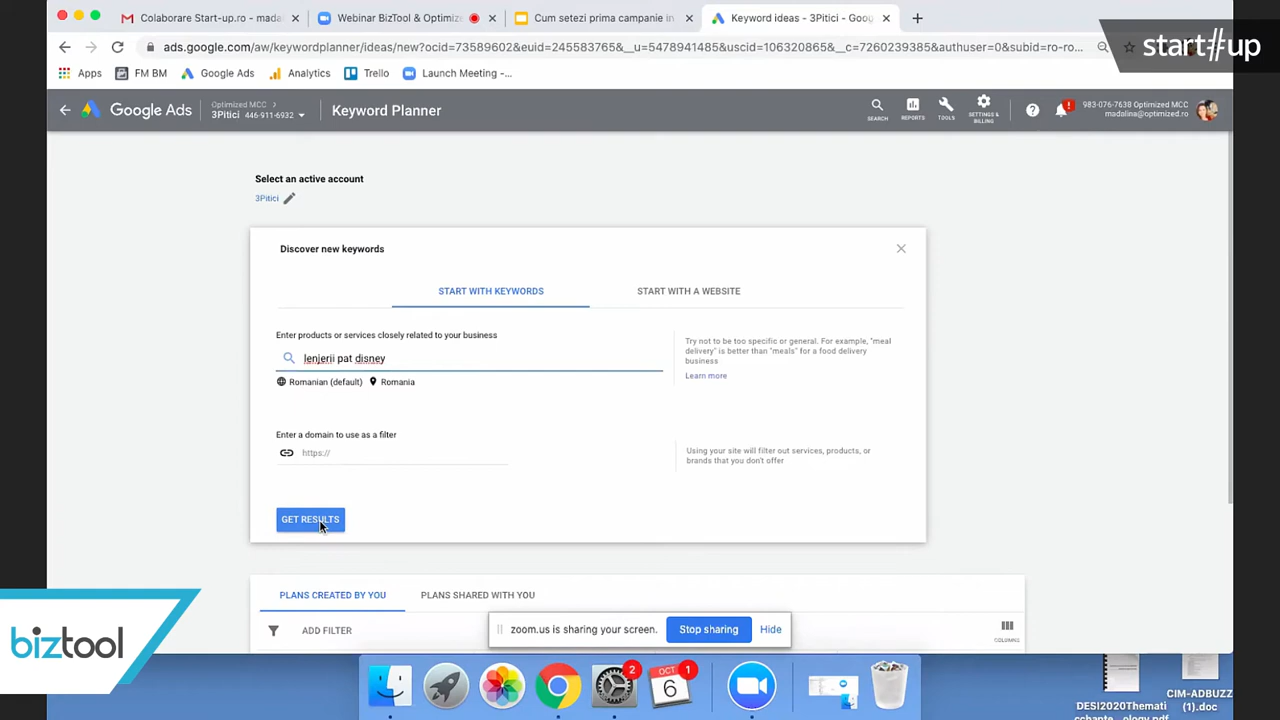 Colaborare Start-up.ro - madal
Webinar BizTool & Optimize
Cum setezi prima campanie in
Keyword ideas - 3Pitici - Goog
start#up
ads.google.com/aw/keywordplanner/ideas/new?ocid=73589602&euid=245583765&__u=5478941485&uscid=106320865&__c=7260239385&authuser=0&subid=ro-ro...
Apps
FM BM
Google Ads
Analytics
Trello
Launch Meeting -...
Google Ads
Optimized MCC >
3Pitici 446-911-6932
Keyword Planner
SEARCH
REPORTS
TOOLS
SETTINGS &
BILLING
983-076-7638 Optimized MCC
madalina@optimized.ro
Select an active account
3Pitici
Discover new keywords
START WITH KEYWORDS
START WITH A WEBSITE
Enter products or services closely related to your business
lenjerii pat disney
Romanian (default)
Romania
Try not to be too specific or general. For example, "meal
delivery" is better than "meals" for a food delivery
business
Learn more
Enter a domain to use as a filter
https://
Using your site will filter out services, products, or
brands that you don't offer
GET RESULTS
PLANS CREATED BY YOU
PLANS SHARED WITH YOU
ADD FILTER
COLUMNS
zoom.us is sharing your screen.
Stop sharing
Hide
biztool
2
OCT
6
1
DESI2020Themati
CIM-ADBUZZ
(1).doc